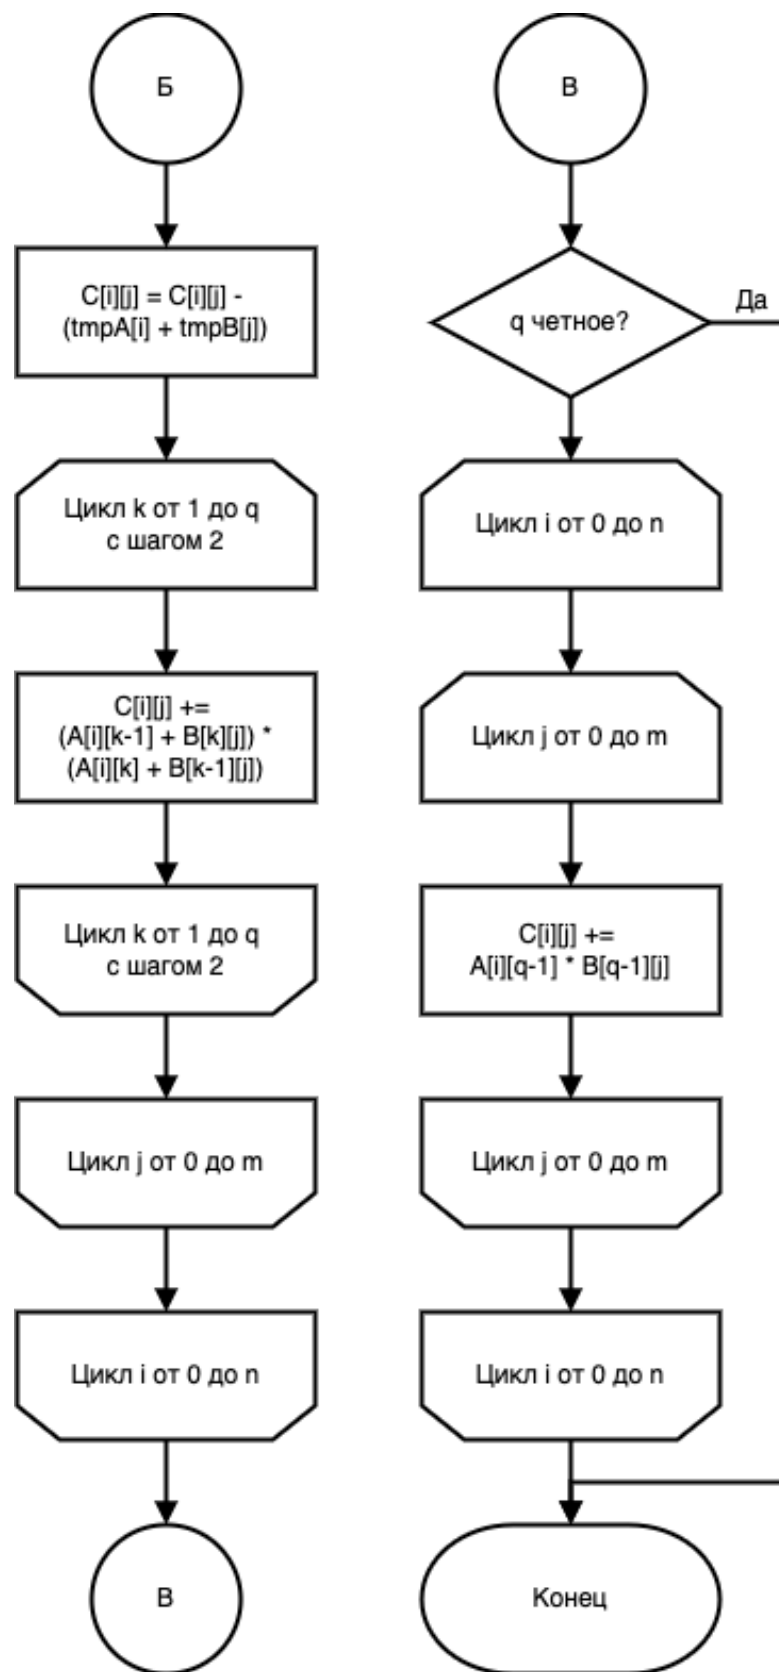 Б
C[i][j] = C[i][j] -
(tmpA[i] + tmpB[j])
Цикл k от 1 до q
с шагом 2
C[i][j] +=
(A[i][k-1] + B[k][j]) *
(A[i][k] + B[k-1][j])
Цикл k от 1 до q
с шагом 2
Цикл j от 0 до m
Цикл i от 0 до n
В
В
q четное?
Да
Цикл i от 0 до n
Цикл j от 0 до m
C[i][j] +=
A[i][q-1] * B[q-1][j]
Цикл j от 0 до m
Цикл i от 0 до n
Конец